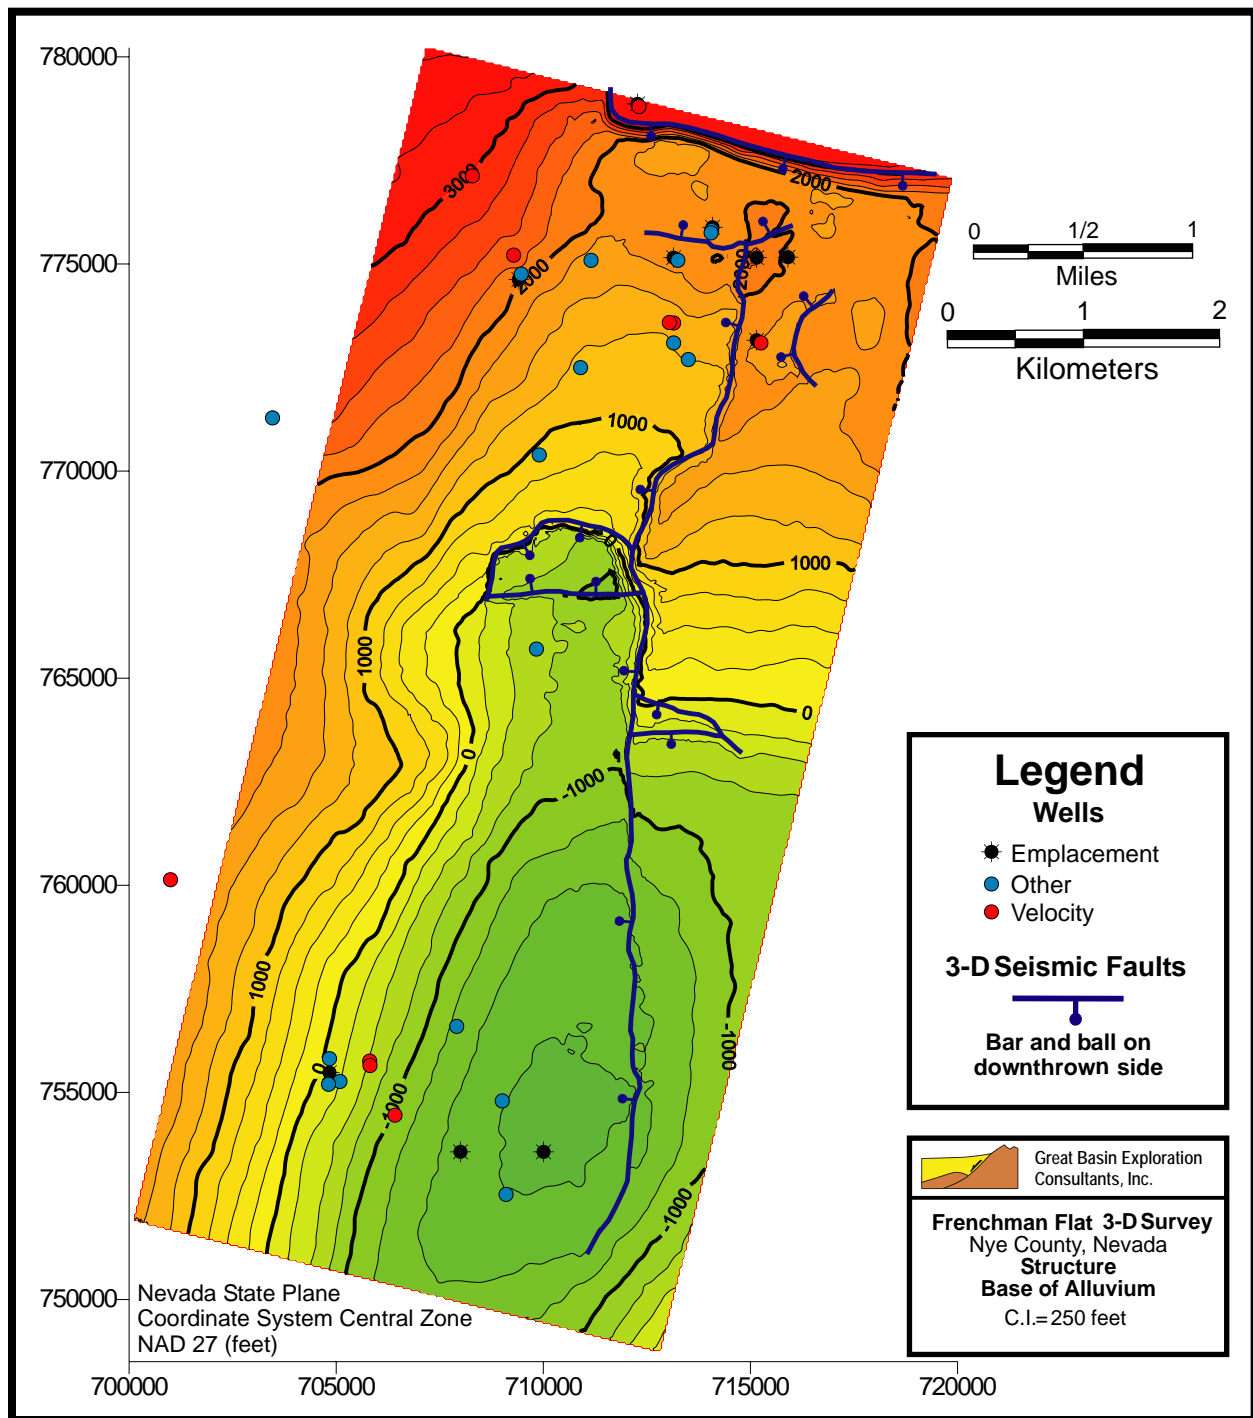 780000
775000
770000
765000
760000
755000
750000
700000
705000
710000
715000
720000
3000
2000
2000
2000
1000
1000
1000
1000
0
0
0
0
-1000
-1000
-1000
-1000
0 1/2 1
Miles
0 1 2
Kilometers
Legend
Wells
Emplacement
Other
Velocity
3-D Seismic Faults
Bar and ball on
downthrown side
Great Basin Exploration
Consultants, Inc.
Frenchman Flat 3-D Survey
Nye County, Nevada
Structure
Base of Alluvium
C.I.=250 feet
Nevada State Plane
Coordinate System Central Zone
NAD 27 (feet)